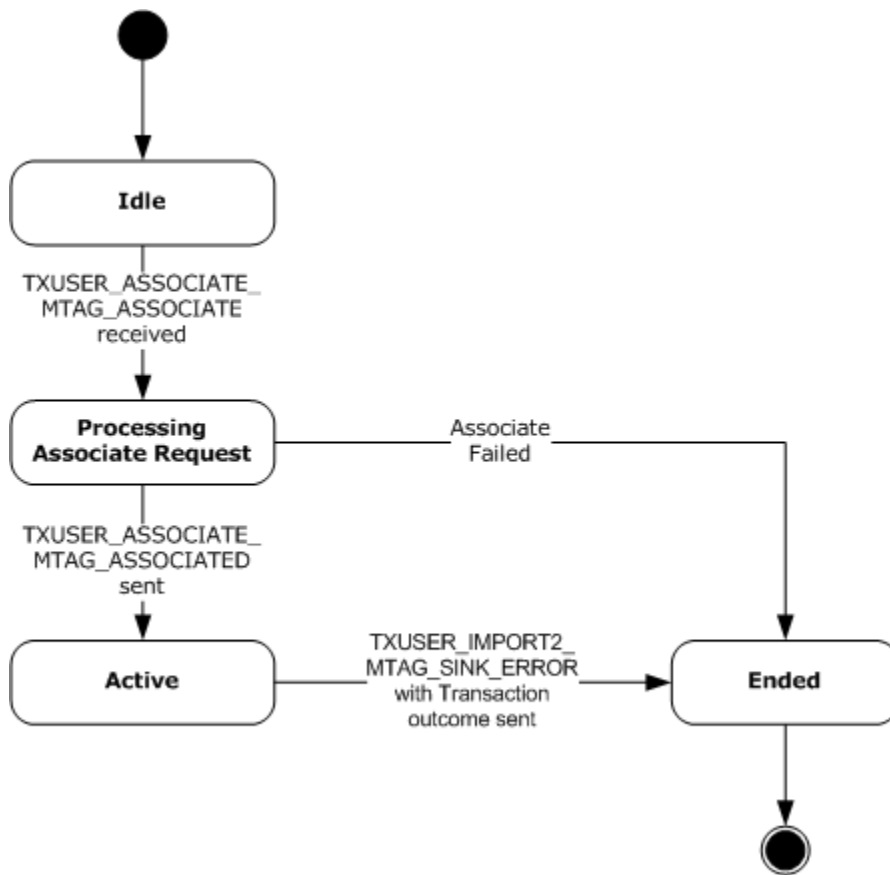 Idle
TXUSER_ASSOCIATE_
MTAG_ASSOCIATE
received
Processing
Associate Request
Associate
Failed
TXUSER_ASSOCIATE_
MTAG_ASSOCIATED
sent
Active
TXUSER_IMPORT2_
MTAG_SINK_ERROR
with Transaction
outcome sent
Ended